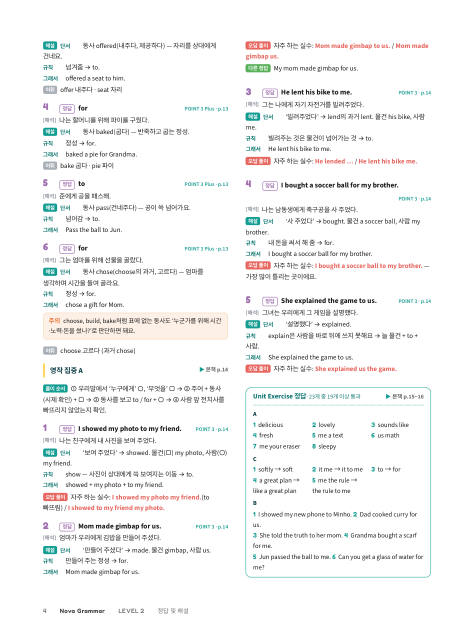 해설 단서 동사 offered(내주다, 제공하다) — 자리를 상대에게
건네요.
규칙 넘겨줌 → to.
그래서 offered a seat to him.
어휘 offer 내주다 · seat 자리
4 정답 for POINT 3 Plus · p.13
[해석] 나는 할머니를 위해 파이를 구웠다.
해설 단서 동사 baked(굽다) — 반죽하고 굽는 정성.
규칙 정성 → for.
그래서 baked a pie for Grandma.
어휘 bake 굽다 · pie 파이
5 정답 to POINT 3 Plus · p.13
[해석] 준에게 공을 패스해.
해설 단서 동사 pass(건네주다) — 공이 쓱 넘어가요.
규칙 넘어감 → to.
그래서 Pass the ball to Jun.
6 정답 for POINT 3 Plus · p.13
[해석] 그는 엄마를 위해 선물을 골랐다.
해설 단서 동사 chose(choose의 과거, 고르다) — 엄마를
생각하며 시간을 들여 골라요.
규칙 정성 → for.
그래서 chose a gift for Mom.
주의 choose, build, bake처럼 표에 없는 동사도 ‘누군가를 위해 시간
·노력·돈을 썼나?’로 판단하면 돼요.
어휘 choose 고르다 (과거 chose)
영작 집중 A ▶ 본책 p.14
풀이 순서 ① 우리말에서 ‘누구에게’ ○, ‘무엇을’ □ → ② 주어 + 동사
(시제 확인) + □ → ③ 동사를 보고 to / for + ○ → ④ 사람 앞 전치사를
빠뜨리지 않았는지 확인.
1 정답 I showed my photo to my friend. POINT 3 · p.14
[해석] 나는 친구에게 내 사진을 보여 주었다.
해설 단서 ‘보여 주었다’ → showed. 물건(□) my photo, 사람(○)
my friend.
규칙 show — 사진이 상대에게 쓱 보여지는 이동 → to.
그래서 showed + my photo + to my friend.
오답 풀이 자주 하는 실수: I showed my photo my friend.(to
빠뜨림) / I showed to my friend my photo.
2 정답 Mom made gimbap for us. POINT 3 · p.14
[해석] 엄마가 우리에게 김밥을 만들어 주셨다.
해설 단서 ‘만들어 주셨다’ → made. 물건 gimbap, 사람 us.
규칙 만들어 주는 정성 → for.
그래서 Mom made gimbap for us.
오답 풀이 자주 하는 실수: Mom made gimbap to us. / Mom made
gimbap us.
다른 정답 My mom made gimbap for us.
3 정답 He lent his bike to me. POINT 3 · p.14
[해석] 그는 나에게 자기 자전거를 빌려주었다.
해설 단서 ‘빌려주었다’ → lend의 과거 lent. 물건 his bike, 사람
me.
규칙 빌려주는 것은 물건이 넘어가는 것 → to.
그래서 He lent his bike to me.
오답 풀이 자주 하는 실수: He lended … / He lent his bike me.
4 정답 I bought a soccer ball for my brother.
POINT 3 · p.14
[해석] 나는 남동생에게 축구공을 사 주었다.
해설 단서 ‘사 주었다’ → bought. 물건 a soccer ball, 사람 my
brother.
규칙 내 돈을 써서 해 줌 → for.
그래서 I bought a soccer ball for my brother.
오답 풀이 자주 하는 실수: I bought a soccer ball to my brother. —
가장 많이 틀리는 곳이에요.
5 정답 She explained the game to us. POINT 3 · p.14
[해석] 그녀는 우리에게 그 게임을 설명했다.
해설 단서 ‘설명했다’ → explained.
규칙 explain은 사람을 바로 뒤에 쓰지 못해요 → 늘 물건 + to +
사람.
그래서 She explained the game to us.
오답 풀이 자주 하는 실수: She explained us the game.
Unit Exercise 정답 · 23개 중 19개 이상 통과 ▶ 본책 p.15–16
A
1 delicious 2 lovely 3 sounds like
4 fresh 5 me a text 6 us math
7 me your eraser 8 sleepy
C
1 softly → soft 2 it me → it to me 3 to → for
4 a great plan → 5 me the rule →
like a great plan the rule to me
B
1 I showed my new phone to Minho. 2 Dad cooked curry for
us.
3 She told the truth to her mom. 4 Grandma bought a scarf
for me.
5 Jun passed the ball to me. 6 Can you get a glass of water for
me?
4 Nova Grammar LEVEL 2 정답 및 해설